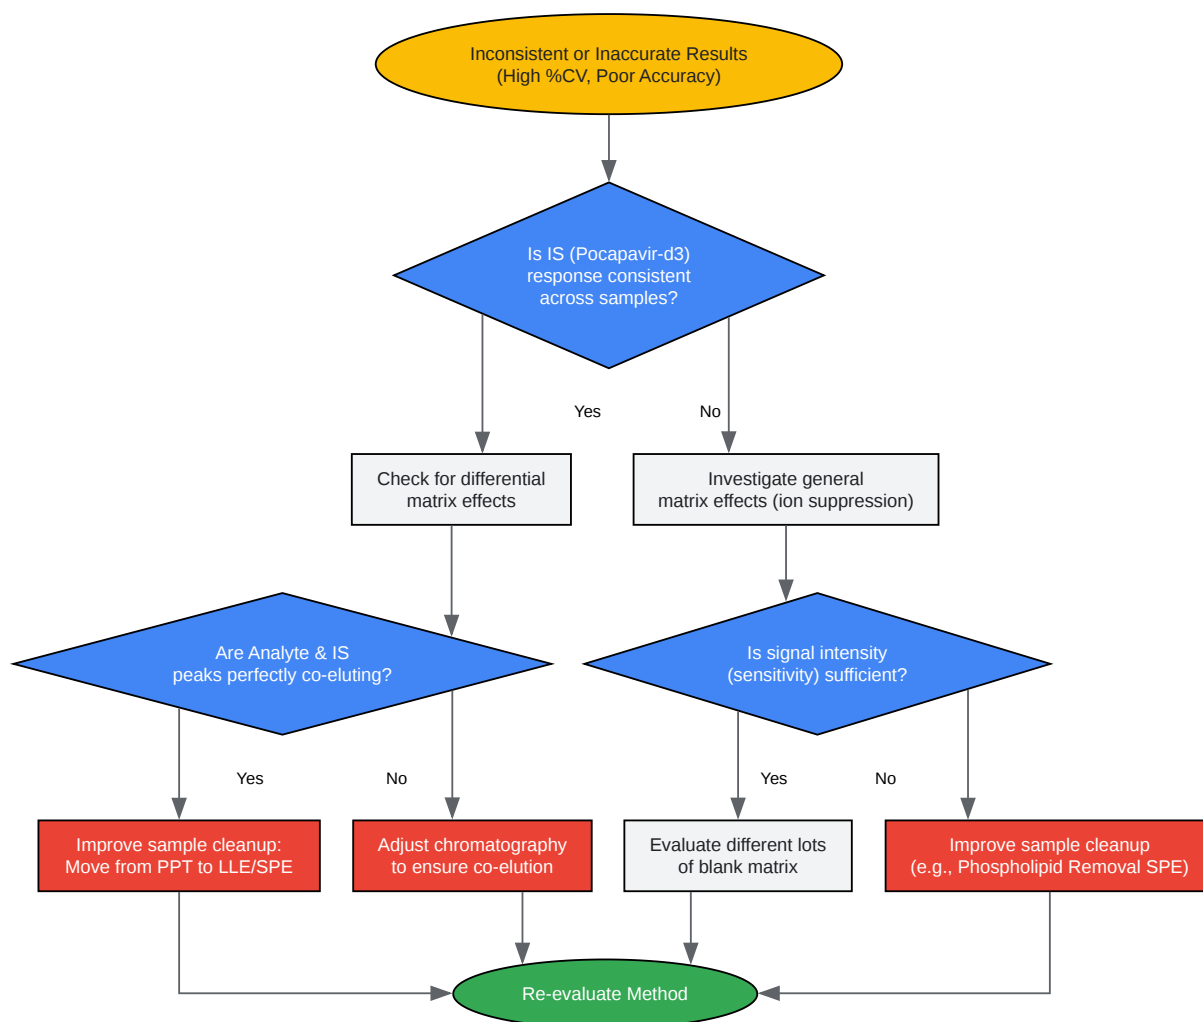 Inconsistent or Inaccurate Results
(High %CV, Poor Accuracy)
Is IS (Pocapavir-d3)
response consistent
across samples?
Yes
No
Check for differential
matrix effects
Investigate general
matrix effects (ion suppression)
Are Analyte & IS
peaks perfectly co-eluting?
Is signal intensity
(sensitivity) sufficient?
Yes
No
Yes
No
Improve sample cleanup:
Move from PPT to LLE/SPE
Adjust chromatography
to ensure co-elution
Evaluate different lots
of blank matrix
Improve sample cleanup
(e.g., Phospholipid Removal SPE)
Re-evaluate Method